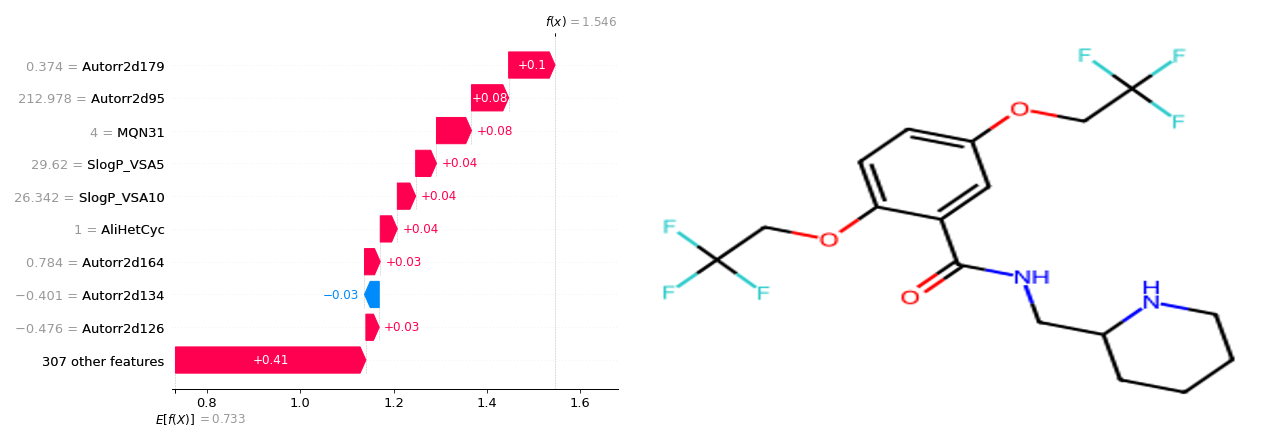 f(x) = 1.546
0.374 = Autorr2d179
+0.1
212.978 = Autorr2d95
+0.08
4 = MQN31
+0.08
29.62 = SlogP_VSA5
+0.04
26.342 = SlogP_VSA10
+0.04
1 = AliHetCyc
+0.04
0.784 = Autorr2d164
+0.03
−0.401 = Autorr2d134
−0.03
−0.476 = Autorr2d126
+0.03
307 other features
+0.41
0.8 1.0 1.2 1.4 1.6
E[f(X)] = 0.733
F F
O
F
F
O
F F
O
NH
H
N